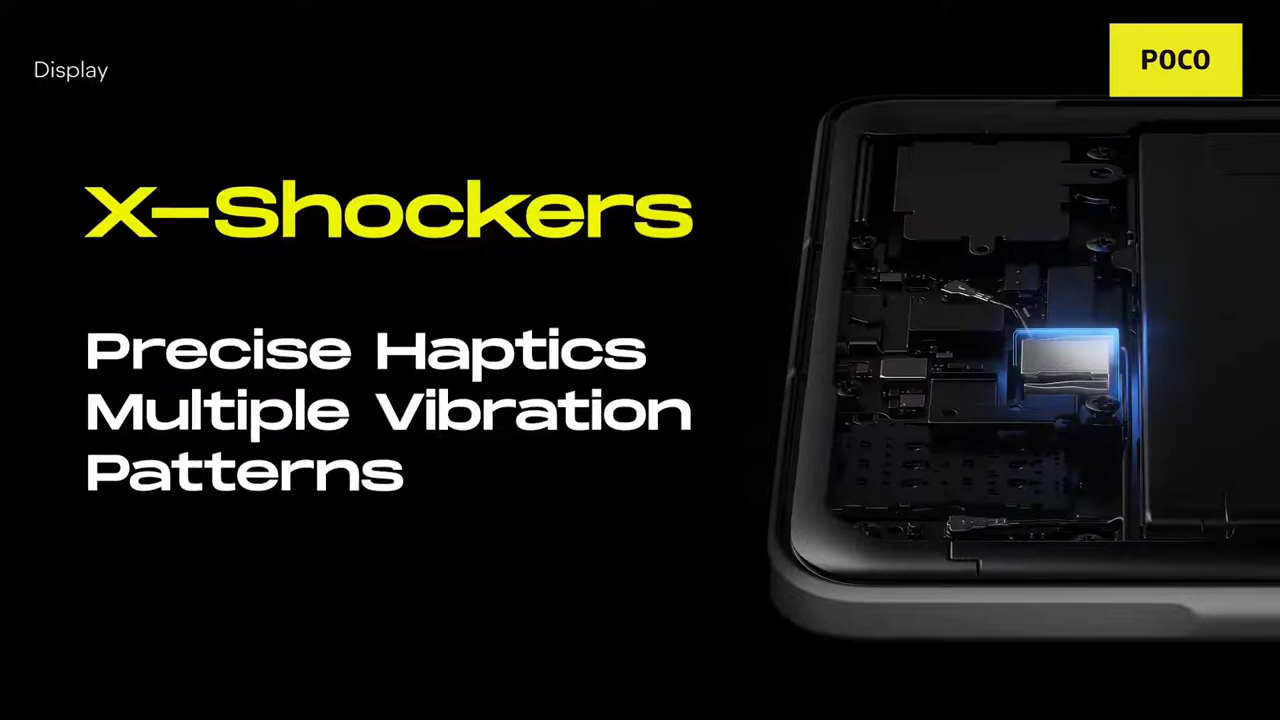 Display
POCO
X-Shockers
Precise Haptics
Multiple Vibration
Patterns